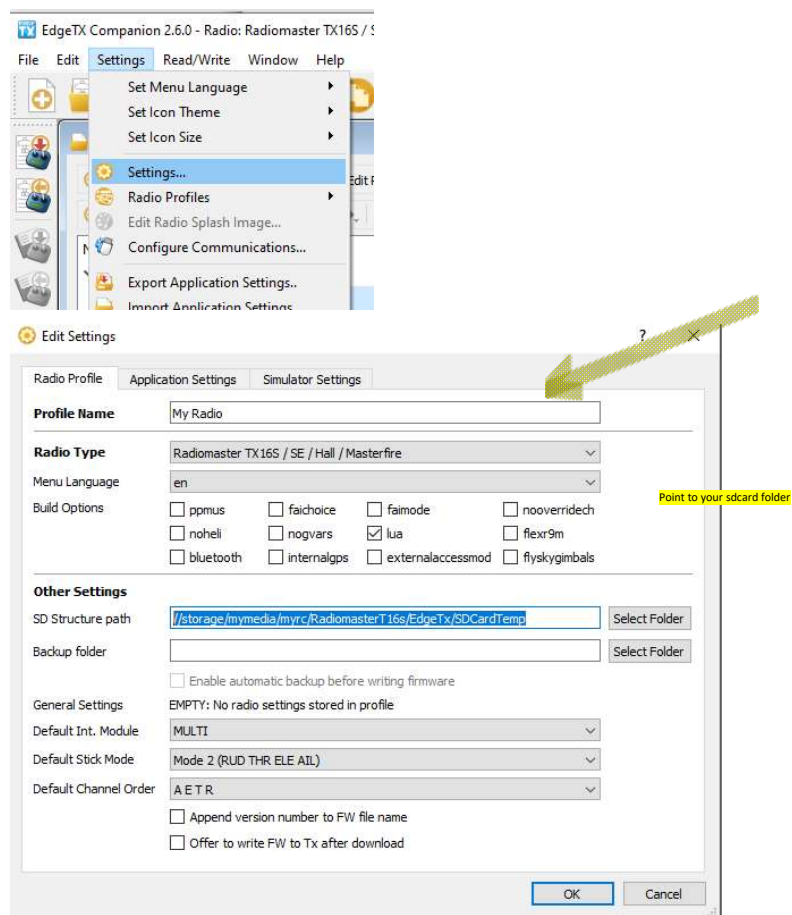 EdgeTX Companion 2.6.0 - Radio: Radiomaster TX16S / S
File Edit Settings Read/Write Window Help
Set Menu Language
Set Icon Theme
Set Icon Size
Settings...
Edit
Radio Profiles
Edit Radio Splash Image...
Configure Communications...
Export Application Settings..
Import Application Settings
Edit Settings
Radio Profile Application Settings Simulator Settings
Profile Name My Radio
Radio Type Radiomaster TX16S / SE / Hall / Masterfire
Menu Language en
Point to your sdcard folder
Build Options ppmus faichoice faimode nooverridech
noheli nogvars lua flexr9m
bluetooth internalgps externalaccessmod flyskygimbals
Other Settings
SD Structure path //storage/mymedia/myrc/RadiomasterT16s/EdgeTx/SDCardTemp Select Folder
Backup folder Select Folder
Enable automatic backup before writing firmware
General Settings EMPTY: No radio settings stored in profile
Default Int. Module MULTI
Default Stick Mode Mode 2 (RUD THR ELE AIL)
Default Channel Order A E T R
Append version number to FW file name
Offer to write FW to Tx after download
OK Cancel